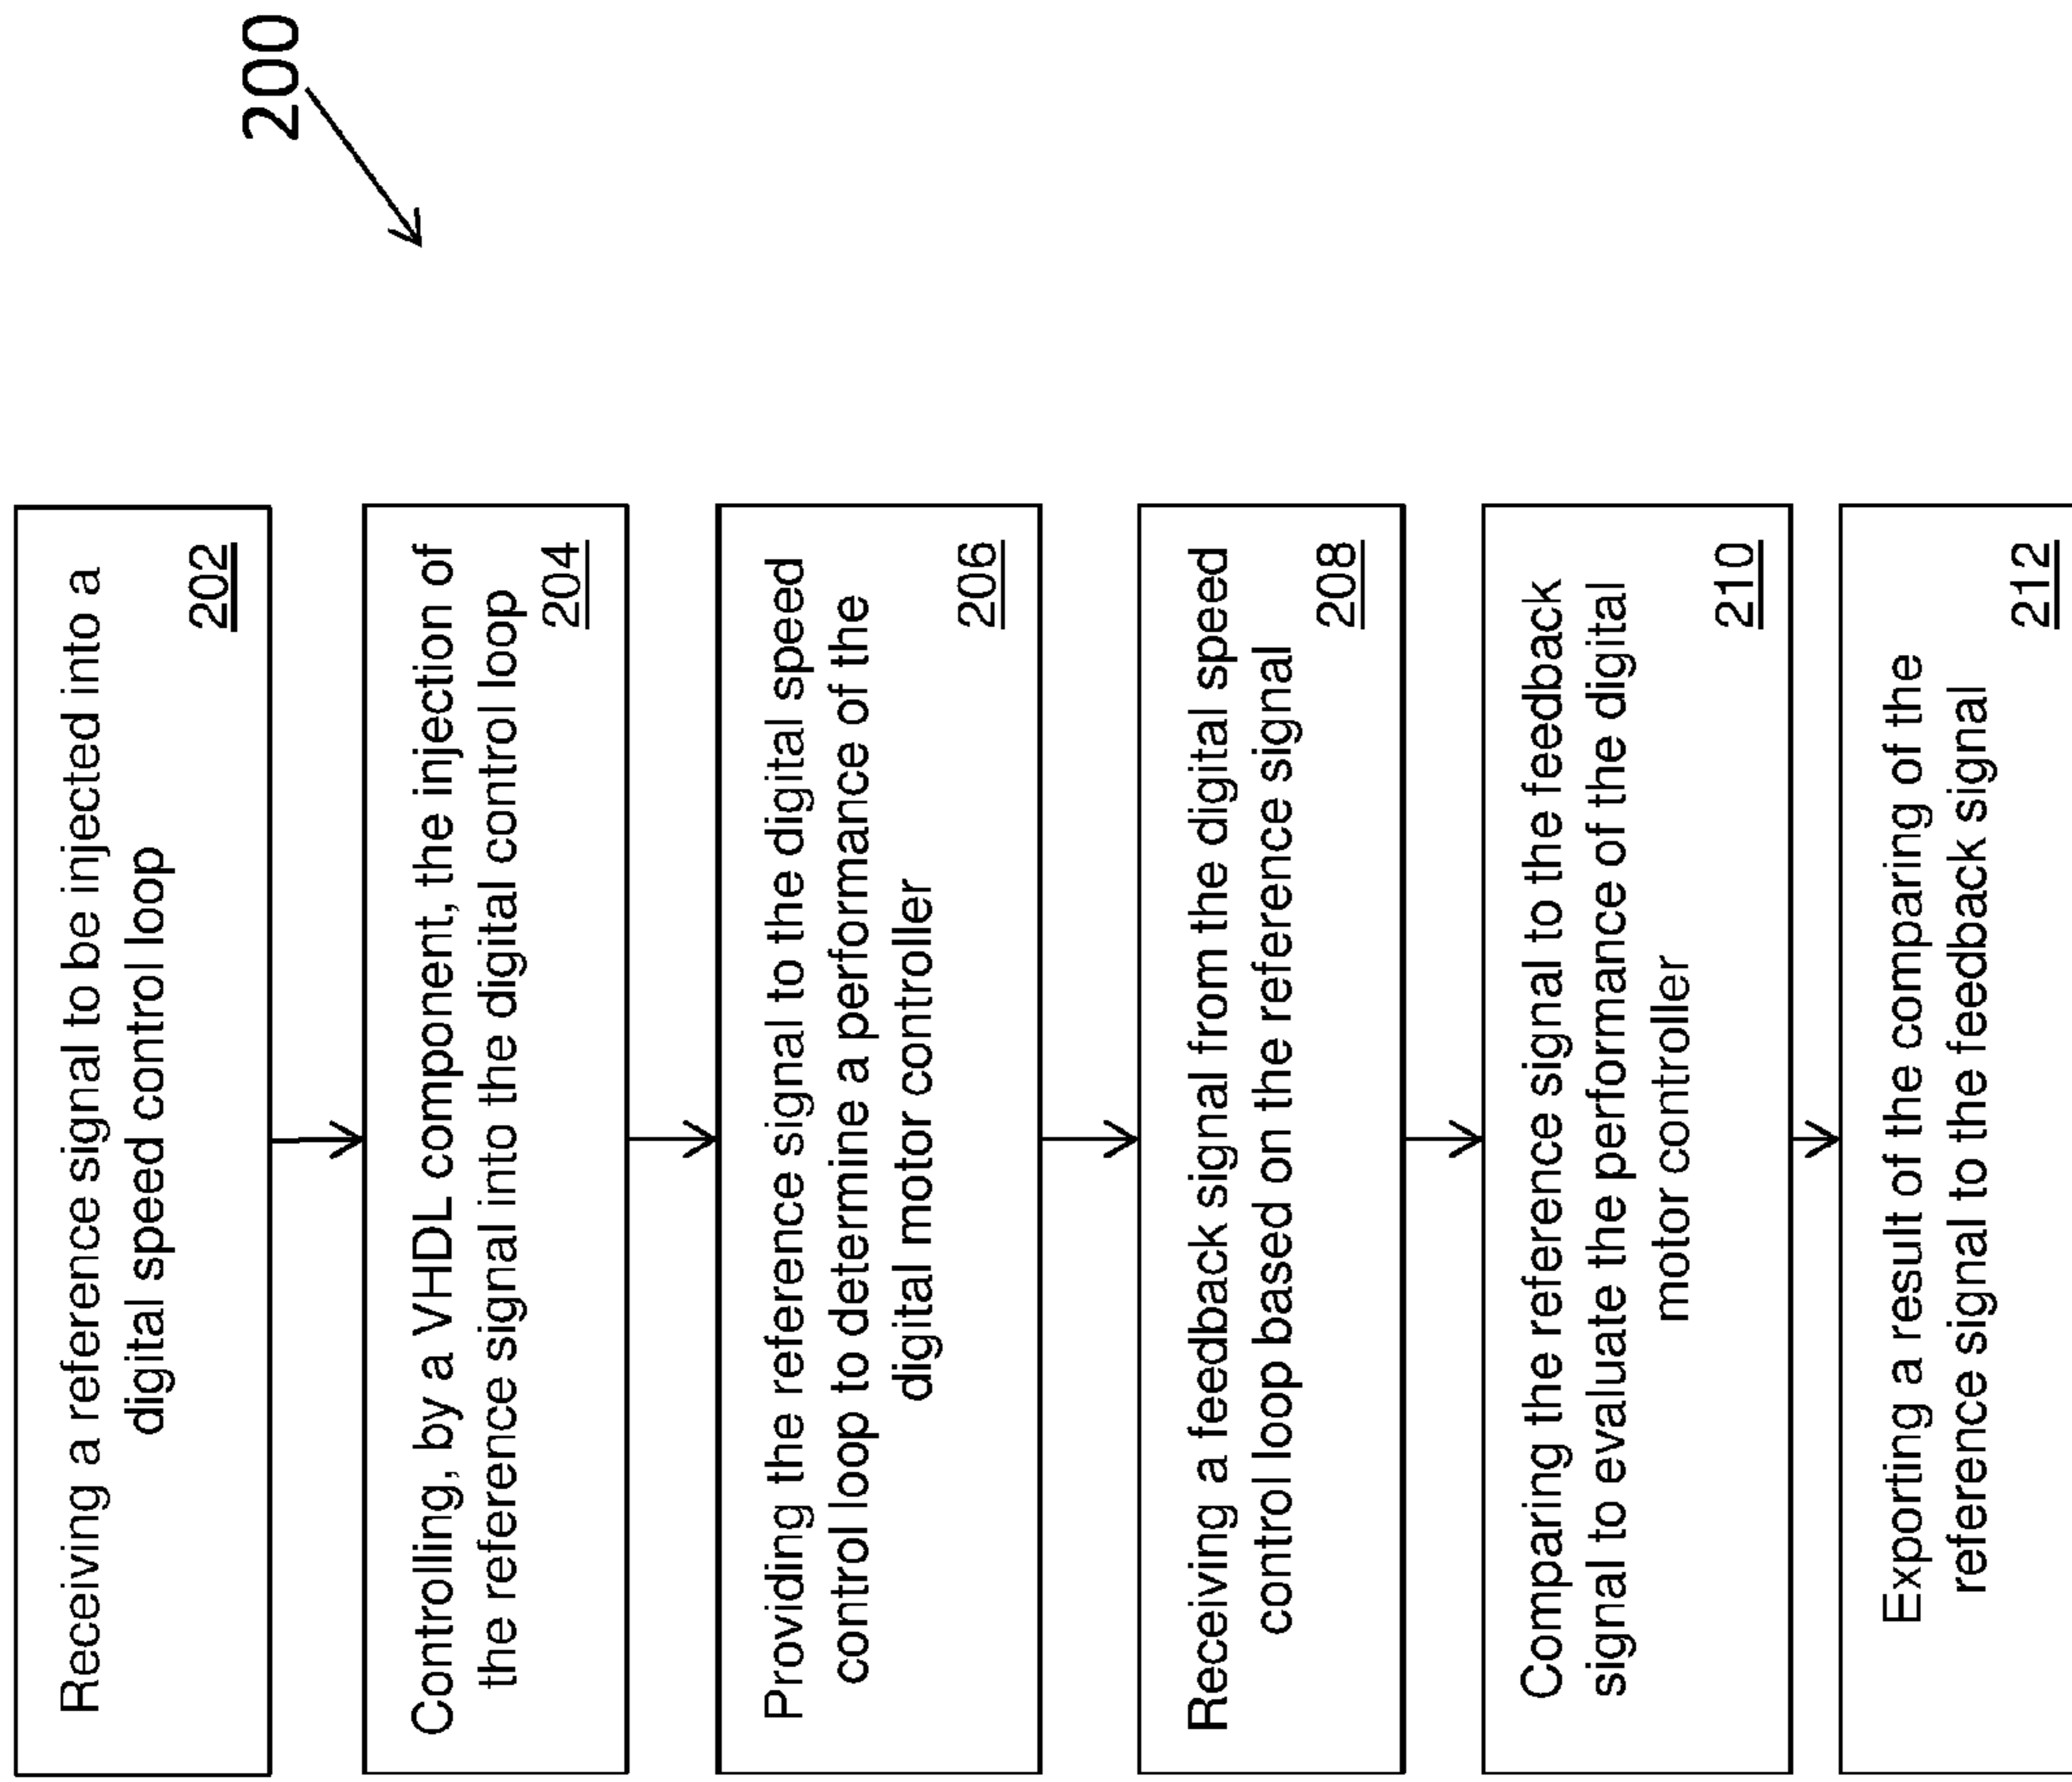 200
Receiving a reference signal to be injected into a
digital speed control loop
202
Controlling, by a VHDL component, the injection of
the reference signal into the digital control loop
204
Providing the reference signal to the digital speed
control loop to determine a performance of the
digital motor controller
206
Receiving a feedback signal from the digital speed
control loop based on the reference signal
208
Comparing the reference signal to the feedback
signal to evaluate the performance of the digital
motor controller
210
Exporting a result of the comparing of the
reference signal to the feedback signal
212